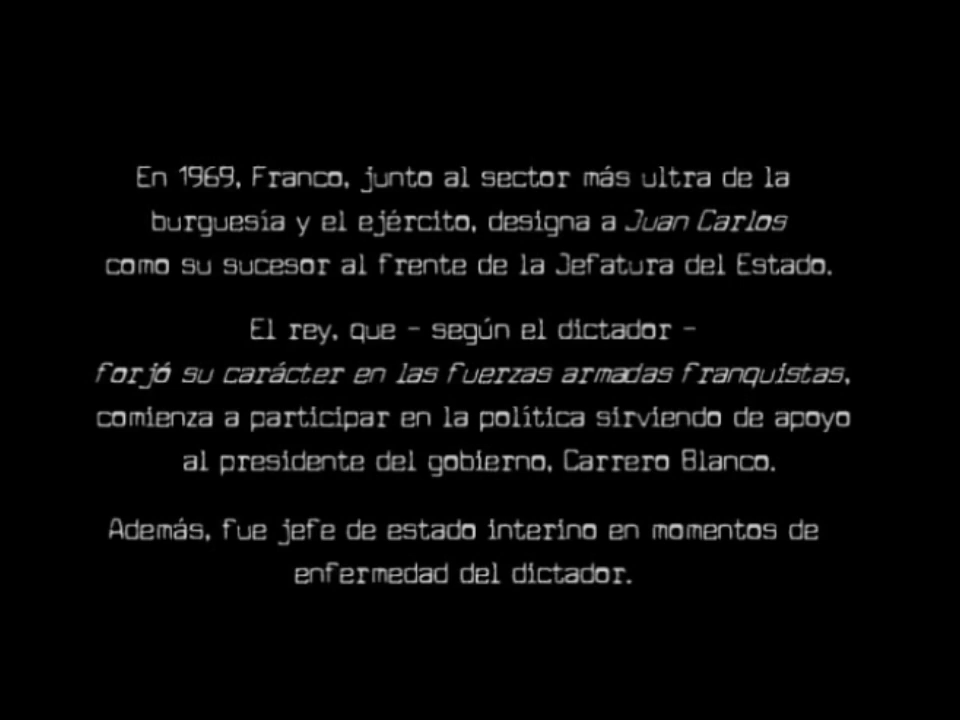 En 1969, Franco, junto al sector más ultra de la
burguesía y el ejército, designa a Juan Carlos
como su sucesor al frente de la Jefatura del Estado.
El rey, que - según el dictador -
forjó su carácter en las fuerzas armadas franquistas,
comienza a participar en la política sirviendo de apoyo
al presidente del gobierno, Carrero Blanco.
Además, fue jefe de estado interino en momentos de
enfermedad del dictador.